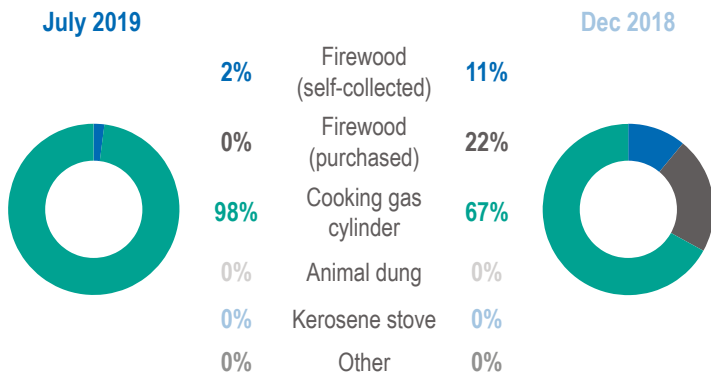 July 2019
Dec 2018
2%
Firewood
(self-collected)
11%
0%
Firewood
(purchased)
22%
98%
Cooking gas
cylinder
67%
0%
Animal dung
0%
0%
Kerosene stove
0%
0%
Other
0%